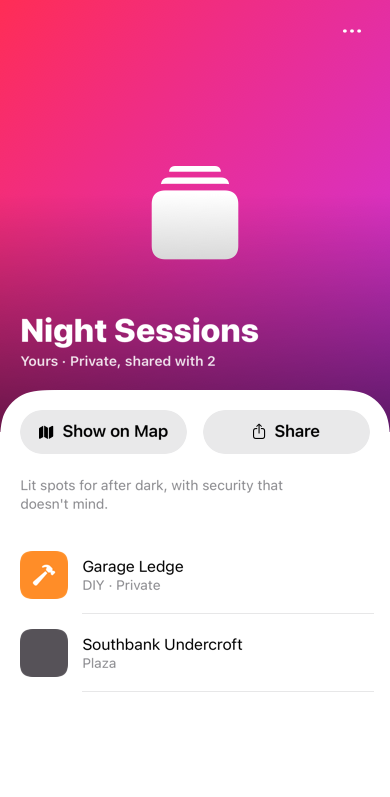 Night Sessions
Yours · Private, shared with 2
Show on Map
Share
Lit spots for after dark, with security that
doesn't mind.
Garage Ledge
DIY · Private
Southbank Undercroft
Plaza